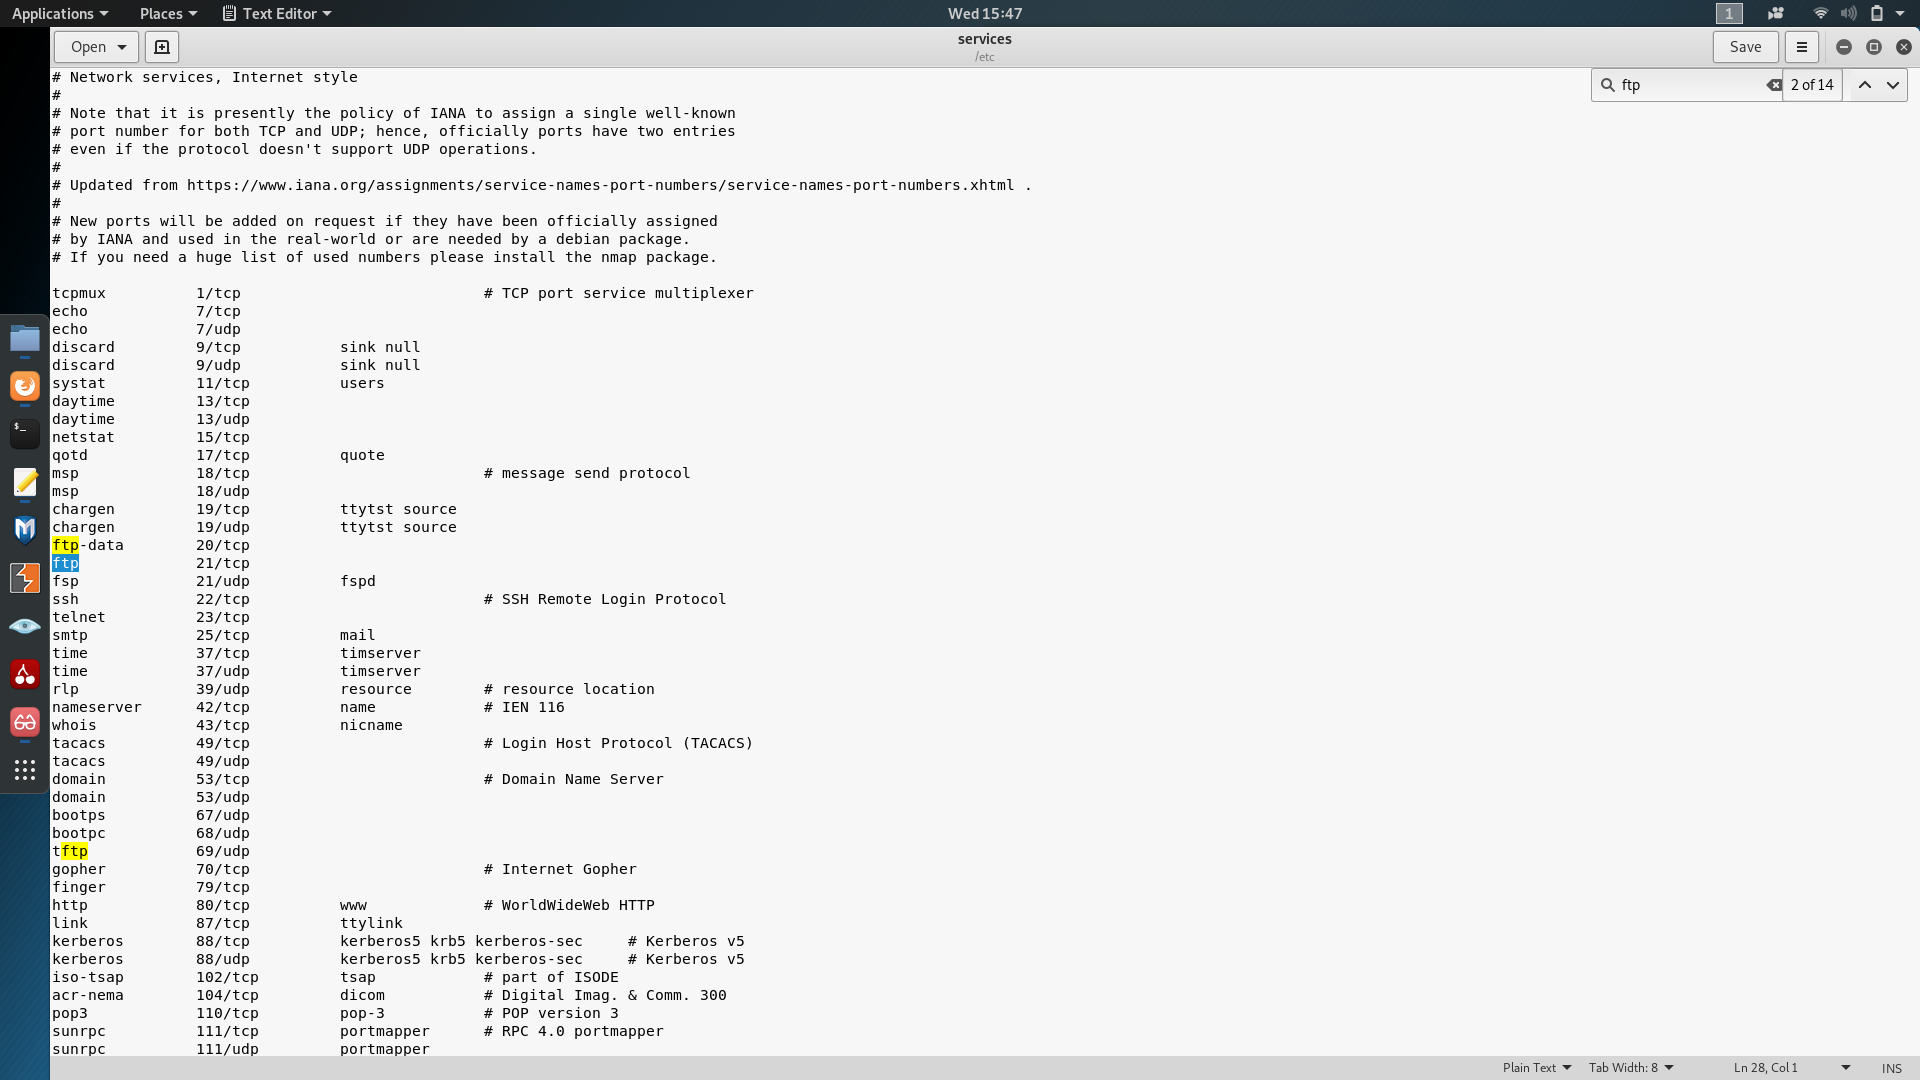 Applications Places Text Editor Wed 15:47 1
Open services Save
/etc
ftp 2 of 14
# Network services, Internet style
#
# Note that it is presently the policy of IANA to assign a single well-known
# port number for both TCP and UDP; hence, officially ports have two entries
# even if the protocol doesn't support UDP operations.
#
# Updated from https://www.iana.org/assignments/service-names-port-numbers/service-names-port-numbers.xhtml .
#
# New ports will be added on request if they have been officially assigned
# by IANA and used in the real-world or are needed by a debian package.
# If you need a huge list of used numbers please install the nmap package.
tcpmux 1/tcp # TCP port service multiplexer
echo 7/tcp
echo 7/udp
discard 9/tcp sink null
discard 9/udp sink null
systat 11/tcp users
daytime 13/tcp
daytime 13/udp
netstat 15/tcp
qotd 17/tcp quote
msp 18/tcp # message send protocol
msp 18/udp
chargen 19/tcp ttytst source
chargen 19/udp ttytst source
ftp-data 20/tcp
ftp 21/tcp
fsp 21/udp fspd
ssh 22/tcp # SSH Remote Login Protocol
telnet 23/tcp
smtp 25/tcp mail
time 37/tcp timserver
time 37/udp timserver
rlp 39/udp resource # resource location
nameserver 42/tcp name # IEN 116
whois 43/tcp nicname
tacacs 49/tcp # Login Host Protocol (TACACS)
tacacs 49/udp
domain 53/tcp # Domain Name Server
domain 53/udp
bootps 67/udp
bootpc 68/udp
tftp 69/udp
gopher 70/tcp # Internet Gopher
finger 79/tcp
http 80/tcp www # WorldWideWeb HTTP
link 87/tcp ttylink
kerberos 88/tcp kerberos5 krb5 kerberos-sec # Kerberos v5
kerberos 88/udp kerberos5 krb5 kerberos-sec # Kerberos v5
iso-tsap 102/tcp tsap # part of ISODE
acr-nema 104/tcp dicom # Digital Imag. & Comm. 300
pop3 110/tcp pop-3 # POP version 3
sunrpc 111/tcp portmapper # RPC 4.0 portmapper
sunrpc 111/udp portmapper
Plain Text Tab Width: 8 Ln 28, Col 1 INS